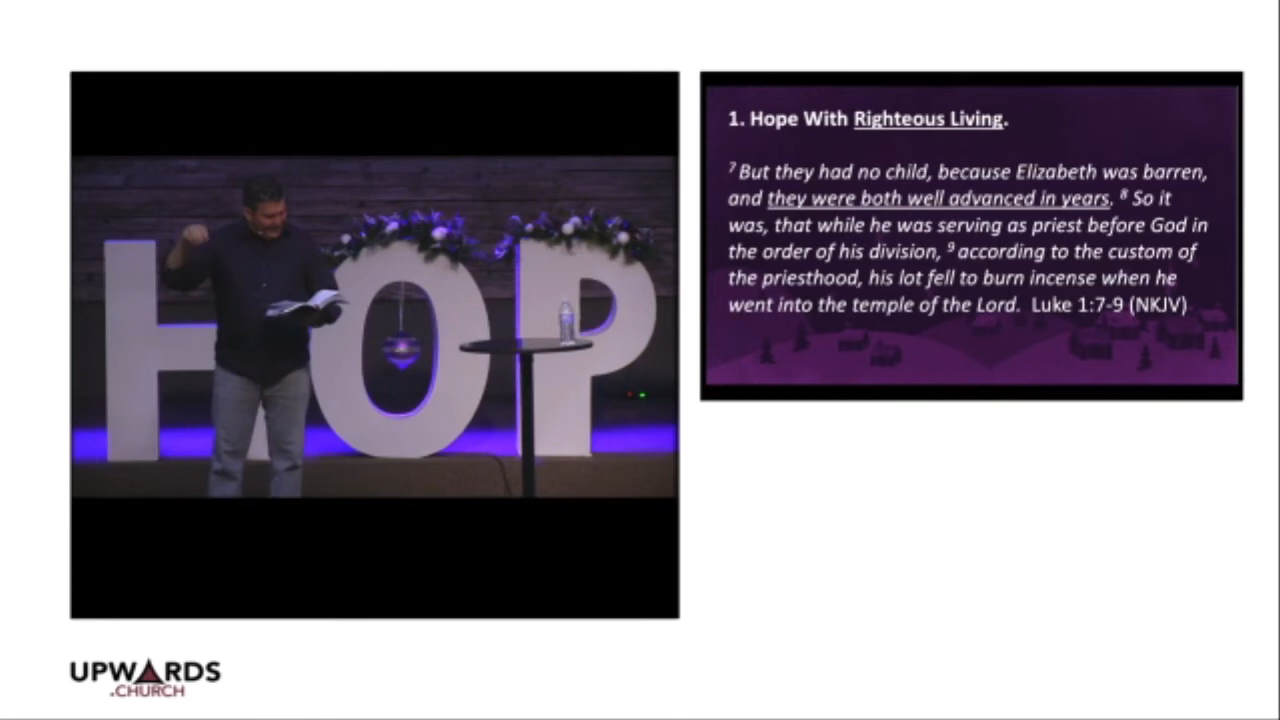 HOP
1. Hope With Righteous Living.
7 But they had no child, because Elizabeth was barren,
and they were both well advanced in years. 8 So it
was, that while he was serving as priest before God in
the order of his division, 9 according to the custom of
the priesthood, his lot fell to burn incense when he
went into the temple of the Lord. Luke 1:7-9 (NKJV)
UPWARDS
.CHURCH